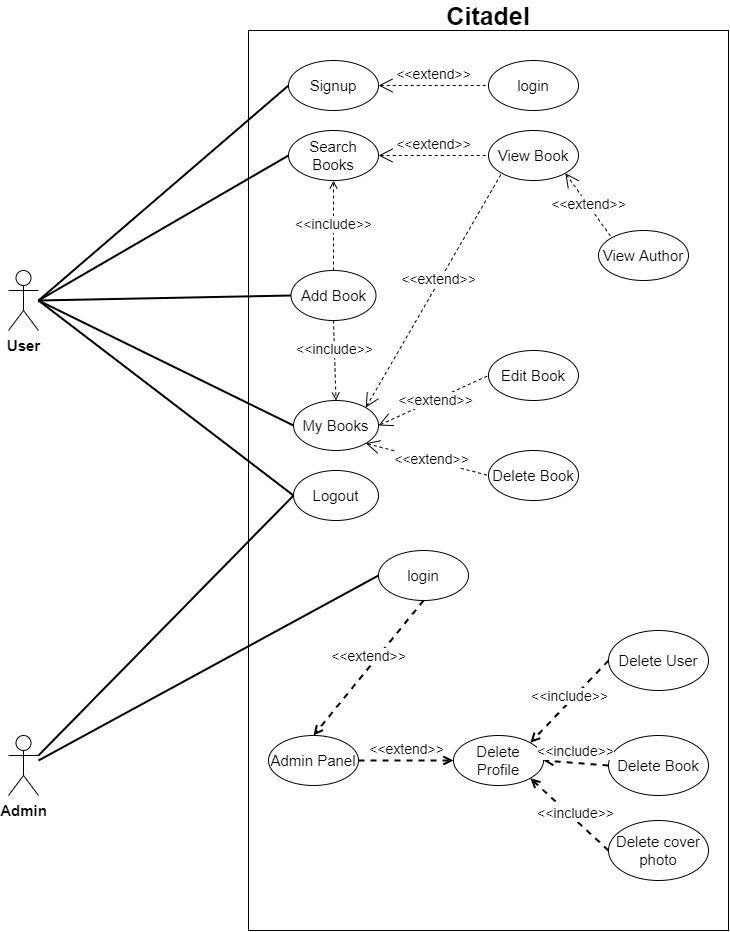 Citadel
Signup
<<extend>>
login
Search
Books
<<extend>>
View Book
<<include>>
<<extend>>
View Author
<<extend>>
Add Book
User
<<include>>
Edit Book
<<extend>>
My Books
<<extend>>
Delete Book
Logout
login
<<extend>>
Delete User
<<include>>
Admin Panel
<<extend>>
Delete
Profile
<<include>>
Delete Book
Admin
<<include>>
Delete cover
photo